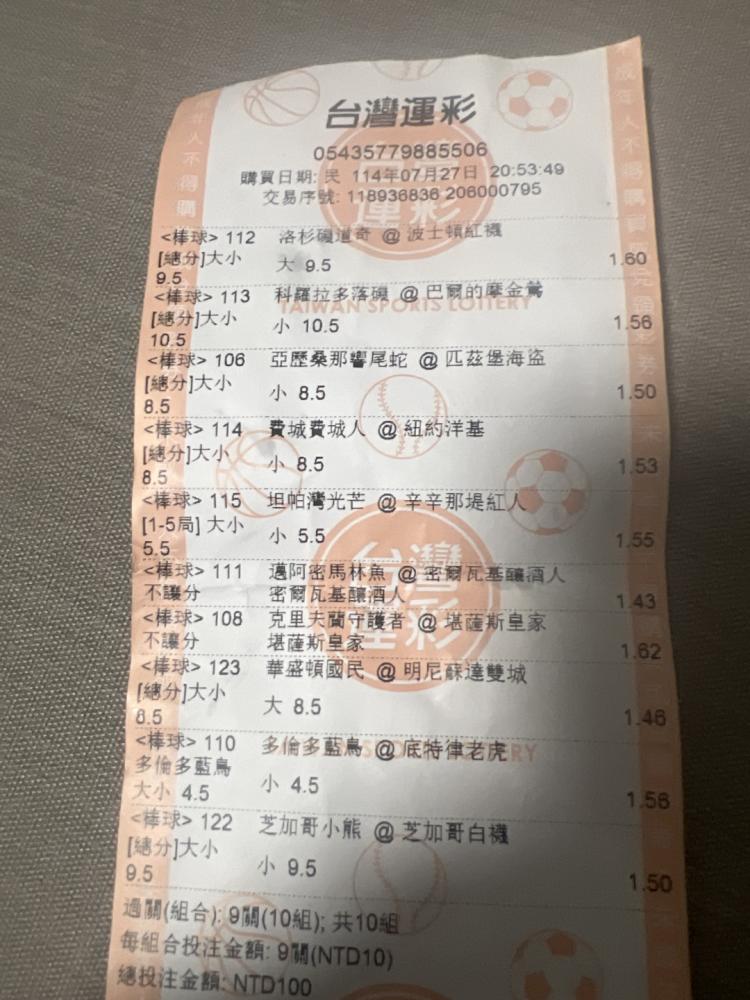 台灣運彩
05435779885506
購買日期: 民 114年07月27日 20:53:49
交易序號: 118936836 206000795
<棒球> 112 洛杉磯道奇 @ 波士頓紅襪
[總分]大小 大 9.5 1.60
9.5
<棒球> 113 科羅拉多落磯 @ 巴爾的摩金鶯
TAIWAN SPORTS LOTTERY
[總分]大小 小 10.5 1.56
10.5
<棒球> 106 亞歷桑那響尾蛇 @ 匹茲堡海盜
[總分]大小 小 8.5 1.50
8.5
<棒球> 114 費城費城人 @ 紐約洋基
[總分]大小 小 8.5 1.53
8.5
<棒球> 115 坦帕灣光芒 @ 辛辛那堤紅人
[1-5局] 大小 小 5.5 1.55
5.5
台灣運彩
<棒球> 111 邁阿密馬林魚 @ 密爾瓦基釀酒人
不讓分 密爾瓦基釀酒人 1.43
<棒球> 108 克里夫蘭守護者 @ 堪薩斯皇家
不讓分 堪薩斯皇家 1.62
<棒球> 123 華盛頓國民 @ 明尼蘇達雙城
[總分]大小 大 8.5 1.46
8.5
<棒球> 110 多倫多藍鳥 @ 底特律老虎
多倫多藍鳥 小 4.5 1.56
大小 4.5
<棒球> 122 芝加哥小熊 @ 芝加哥白襪
[總分]大小 小 9.5 1.50
9.5
過關(組合): 9關(10組); 共10組
每組合投注金額: 9關(NTD10)
總投注金額: NTD100